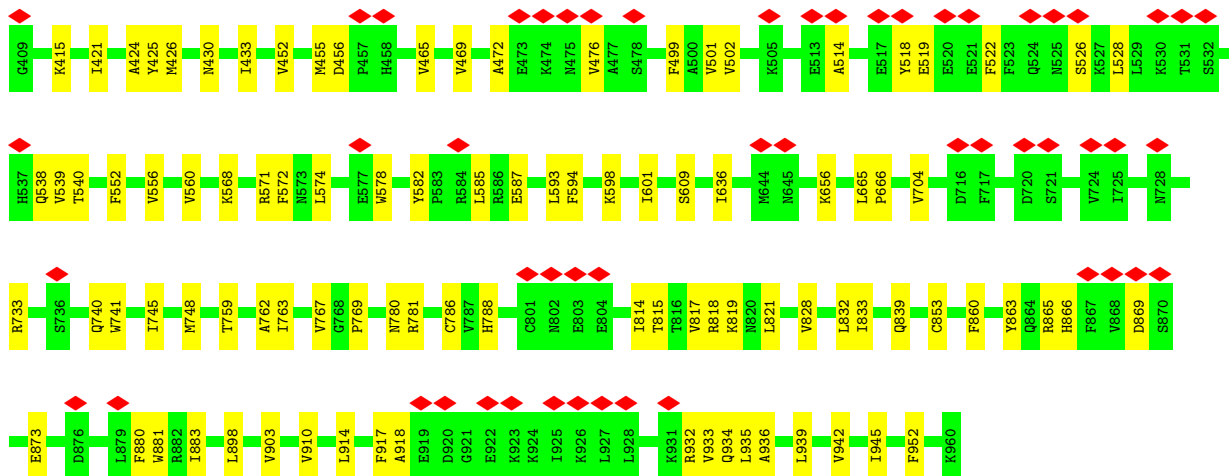 G409 K415 I421 A424 Y425 M426 N430 I433 V452 M455 D456 P457 H458 V465 V469 A472 E473 K474 N475 V476 A477 S478 F499 A500 V501 V502 K505 E513 A514 E517 Y518 E519 E520 E521 F522 F523 Q524 N525 S526 K527 L528 L529 K530 T531 S532
H537 Q538 V539 T540 F552 V556 V560 K568 R571 F572 N573 L574 E577 W578 Y582 P583 R584 L585 R586 E587 L593 F594 K598 I601 S609 I636 M644 N645 K656 L665 P666 V704 D716 F717 D720 S721 V724 I725 N728
R733 S736 Q740 W741 I745 M748 T759 A762 I763 V767 G768 P769 N780 R781 C786 V787 H788 C801 N802 E803 E804 I814 T815 T816 V817 R818 K819 N820 L821 V828 L832 I833 Q839 C853 F860 Y863 Q864 R865 H866 F867 V868 D869 S870
E873 D876 L879 F880 W881 R882 I883 L898 V903 V910 L914 F917 A918 E919 D920 G921 E922 K923 K924 I925 K926 L927 L928 K931 R932 V933 Q934 L935 A936 L939 V942 I945 F952 K960